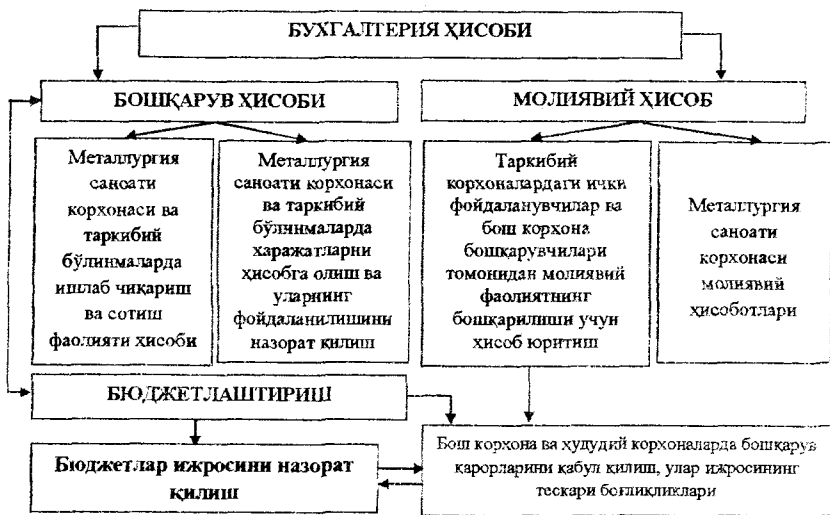 БУХГАЛТЕРИЯ ҲИСОБИ
БОШҚАРУВ ҲИСОБИ
МОЛИЯВИЙ ҲИСОБ
Металлургия
саноати
корхонаси ва
таркибий
бўлинмаларда
ишлаб чиқариш
ва сотиш
фаолияти ҳисоби
Металлургия
саноати корхонаси
ва таркибий
бўлинмаларда
харажатларни
ҳисобга олиш ва
уларнинг
фойдаланилишини
назорат қилиш
Таркибий
корхоналардаги ички
фойдаланувчилар ва
бош корхона
бошқарувчилари
томонидан молиявий
фаолиятнинг
бошқарилиши учун
ҳисоб юритиш
Металлургия
саноати
корхонаси
молиявий
ҳисоботлари
БЮДЖЕТЛАШТИРИШ
Бюджетлар ижросини назорат
қилиш
Бош корхона ва ҳудудий корхоналарда бошқарув
қарорларини қабул қилиш, улар ижросининг
тескари боғлиқликлари